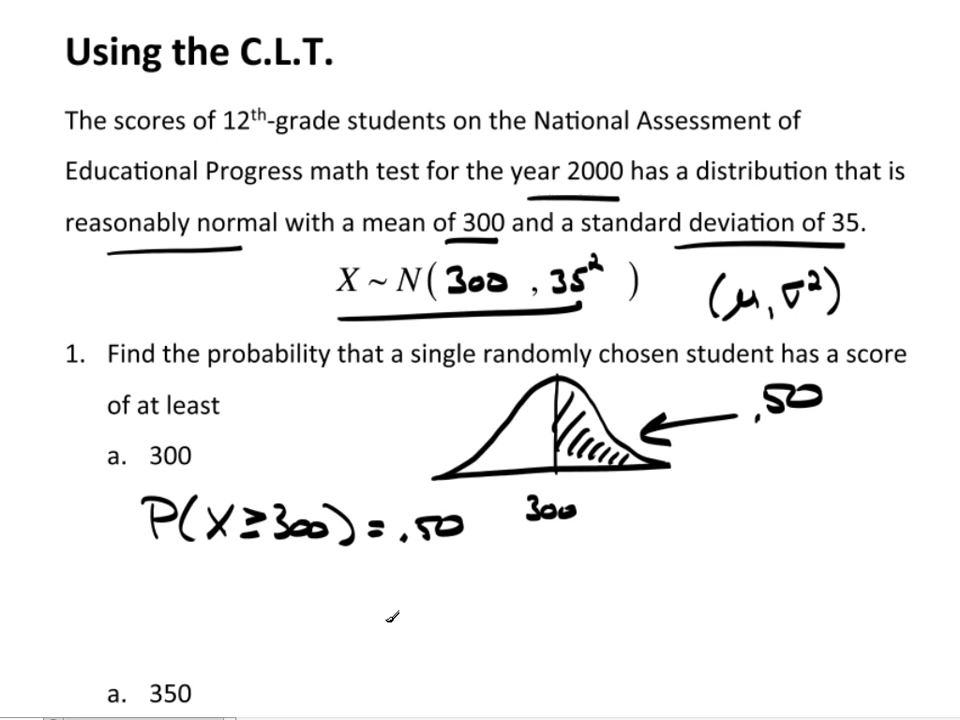 Using the C.L.T.
The scores of 12th-grade students on the National Assessment of
Educational Progress math test for the year 2000 has a distribution that is
reasonably normal with a mean of 300 and a standard deviation of 35.
X ~ N( 300 , 35² ) (μ, σ²)
1. Find the probability that a single randomly chosen student has a score
of at least
.50
a. 300
P(X≥300) = .50
300
a. 350